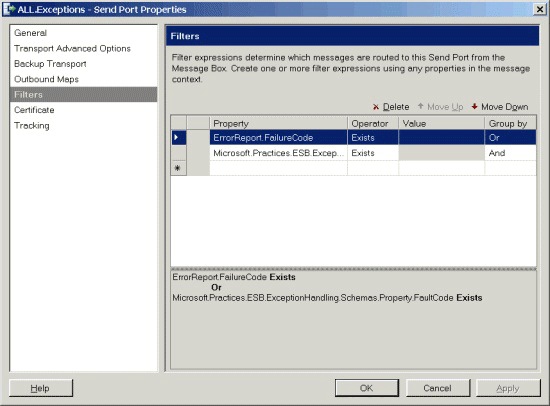 ALL.Exceptions - Send Port Properties
General
Transport Advanced Options
Backup Transport
Outbound Maps
Filters
Certificate
Tracking
Filters
Filter expressions determine which messages are routed to this Send Port from the
Message Box. Create one or more filter expressions using any properties in the message
context.
Delete Move Up Move Down
Property Operator Value Group by
ErrorReport.FailureCode Exists Or
Microsoft.Practices.ESB.Excep... Exists And
ErrorReport.FailureCode Exists
Or
Microsoft.Practices.ESB.ExceptionHandling.Schemas.Property.FaultCode Exists
Help OK Cancel Apply